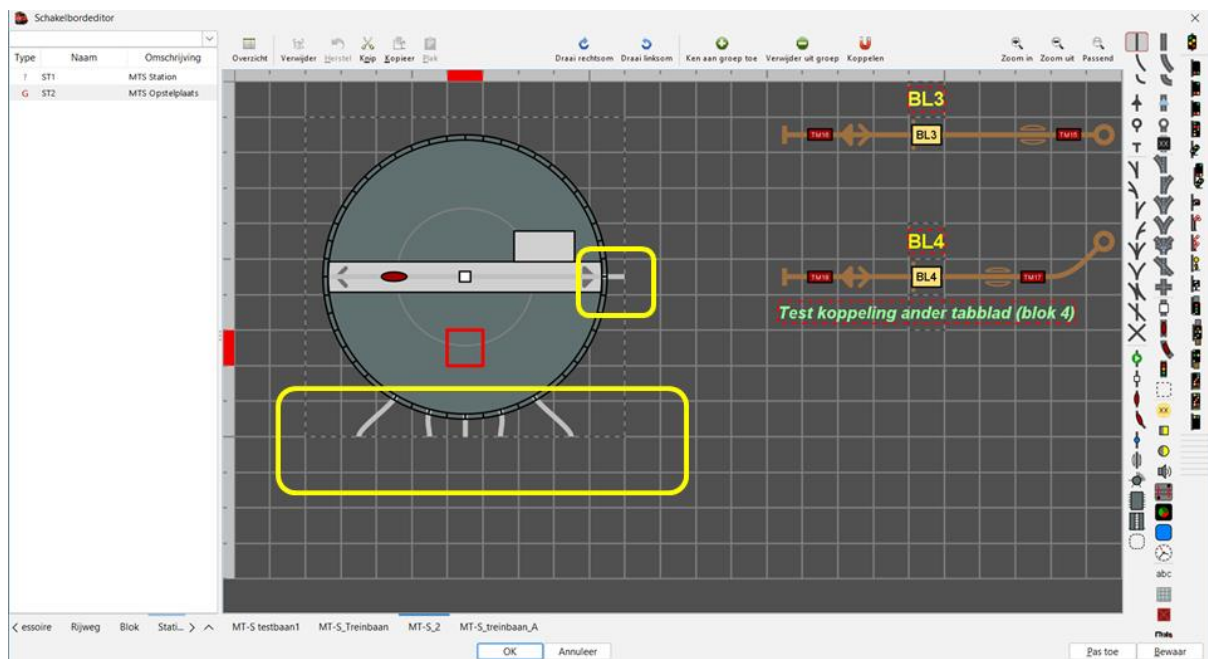 Schakelbordeditor
Overzicht Verwijder Herstel Knip Kopieer Plak Draai rechtsom Draai linksom Ken aan groep toe Verwijder uit groep Koppelen Zoom in Zoom uit Passend
Type Naam Omschrijving
? ST1 MTS Station
G ST2 MTS Opstelplaats
BL3
TM16 BL3 TM15
BL4
BL4 TM17
Test koppeling ander tabblad (blok 4)
T
XX
XX
abc
essoire Rijweg Blok Stati... MT-S testbaan1 MT-S_Treinbaan MT-S_2 MT-S_treinbaan_A
OK Annuleer Pas toe Bewaar